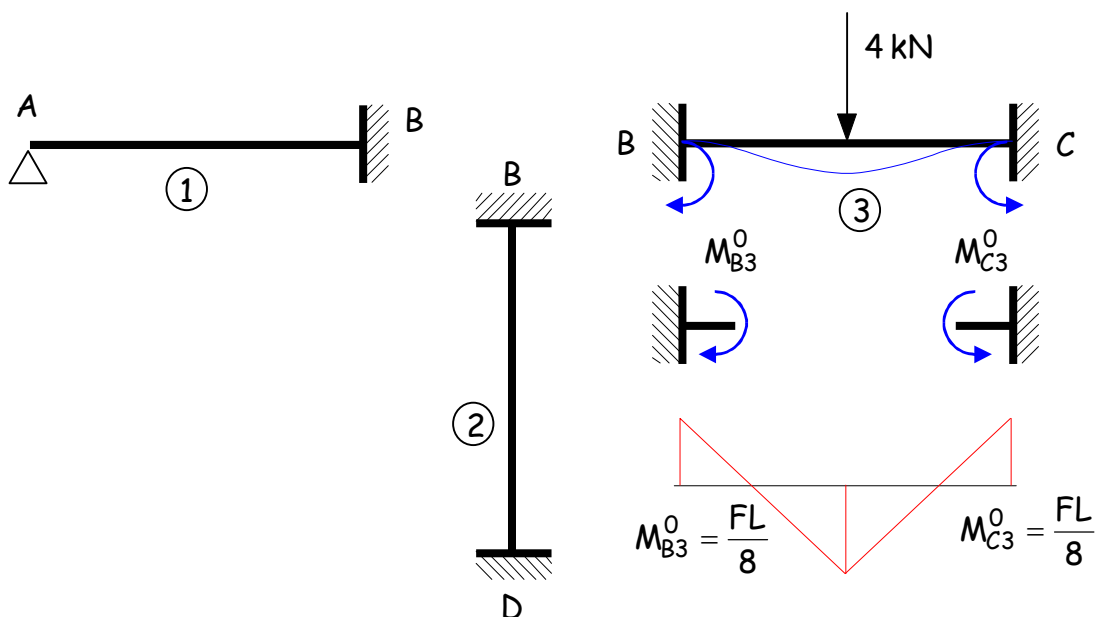 4 kN
A
B
1
B
B
C
3
M⁰B3
M⁰C3
2
M⁰B3 = FL/8
M⁰C3 = FL/8
D